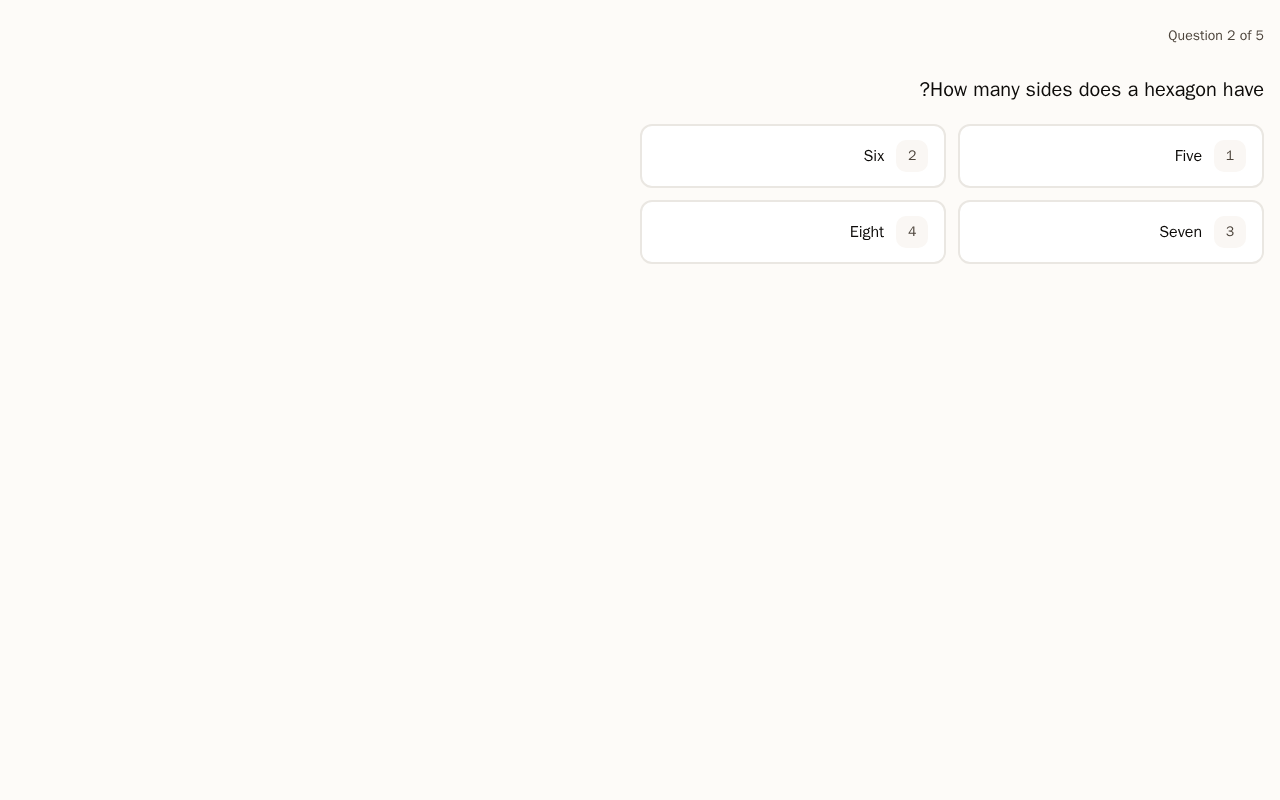 Question 2 of 5
?How many sides does a hexagon have
1 Five
2 Six
3 Seven
4 Eight